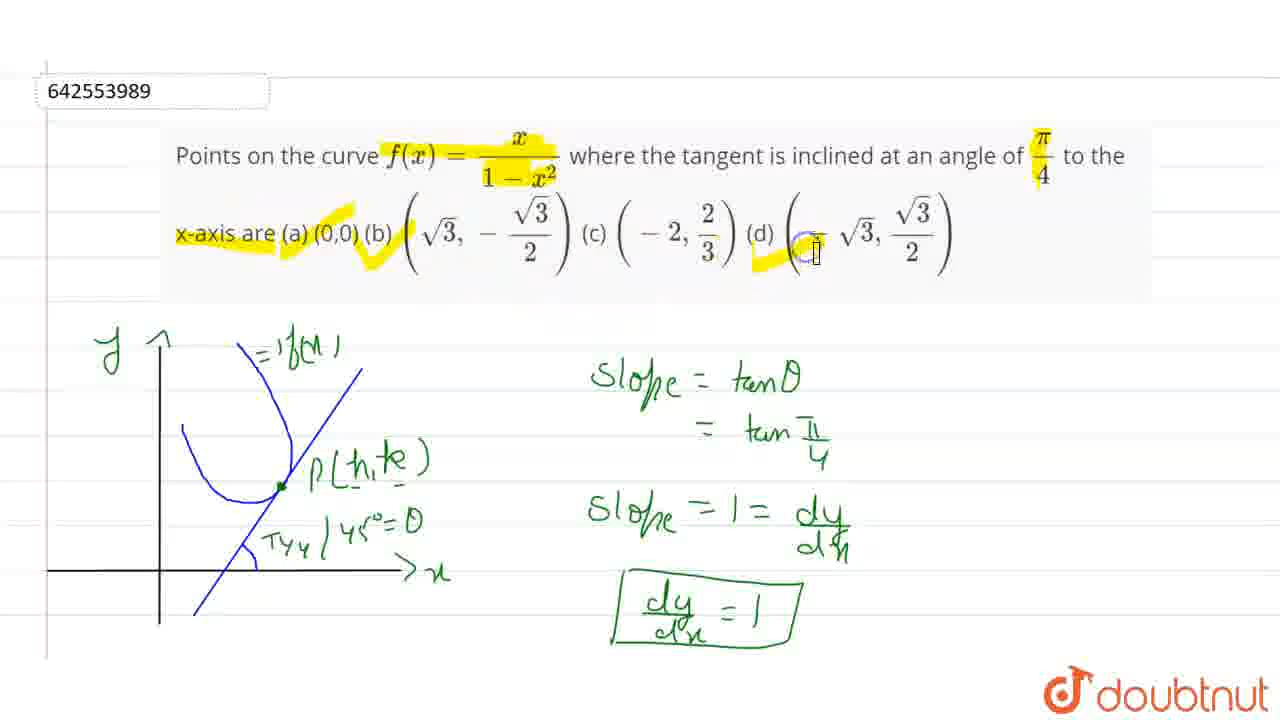 642553989
Points on the curve f(x) = x/(1 − x²) where the tangent is inclined at an angle of π/4 to the
x-axis are (a) (0,0) (b) (√3, −√3/2) (c) (−2, 2/3) (d) (−√3, √3/2)
y
= f(x)
P(h, k)
π/4 / 45° = θ
x
Slope = tanθ
= tan π/4
Slope = 1 = dy/dx
dy/dx = 1
doubtnut